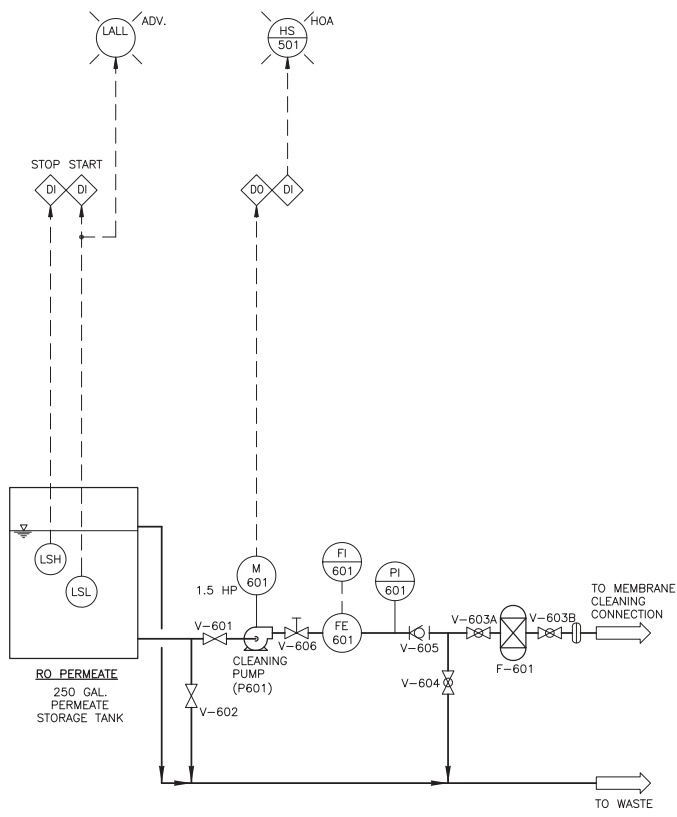 LALL
ADV.
HS
501
HOA
STOP START
DI
DI
DO
DI
LSH
LSL
M
601
1.5 HP
FI
601
PI
601
FE
601
V-601
V-606
V-605
V-603A
V-603B
F-601
TO MEMBRANE
CLEANING
CONNECTION
CLEANING
PUMP
(P601)
V-604
V-602
RO PERMEATE
250 GAL.
PERMEATE
STORAGE TANK
TO WASTE